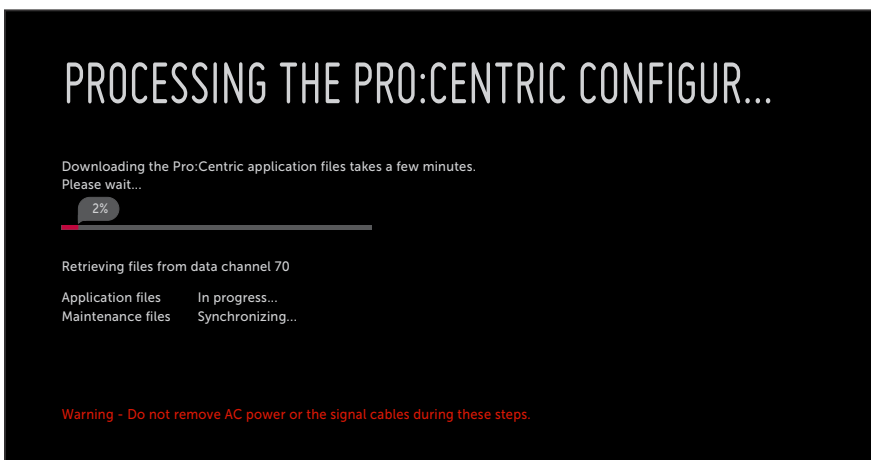 PROCESSING THE PRO:CENTRIC CONFIGUR...
Downloading the Pro:Centric application files takes a few minutes.
Please wait...
2%
Retrieving files from data channel 70
Application files In progress...
Maintenance files Synchronizing...
Warning - Do not remove AC power or the signal cables during these steps.